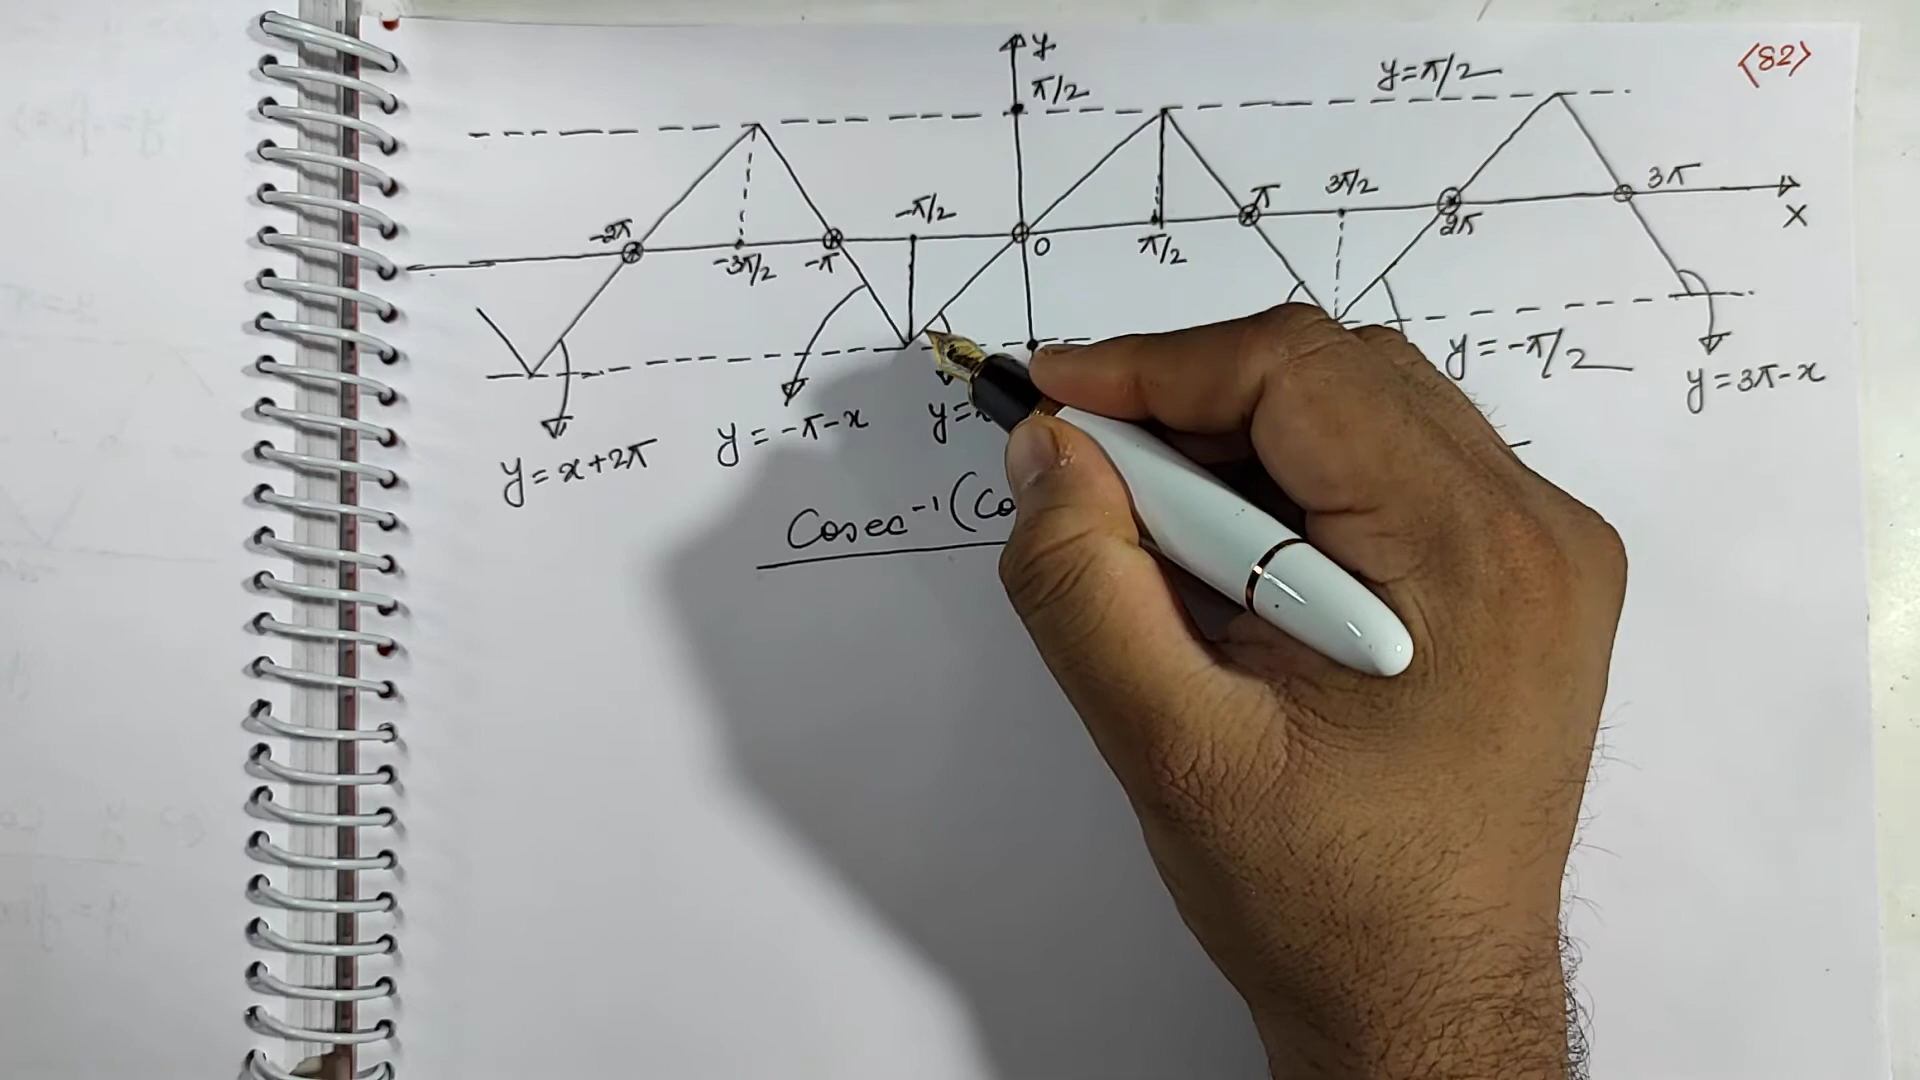 <82>
y
π/2
y=π/2
-2π
-3π/2
-π
-π/2
0
π/2
π
3π/2
2π
3π
X
y=x+2π
y=-π-x
y=
y=-π/2
y=3π-x
Cosec⁻¹(Co